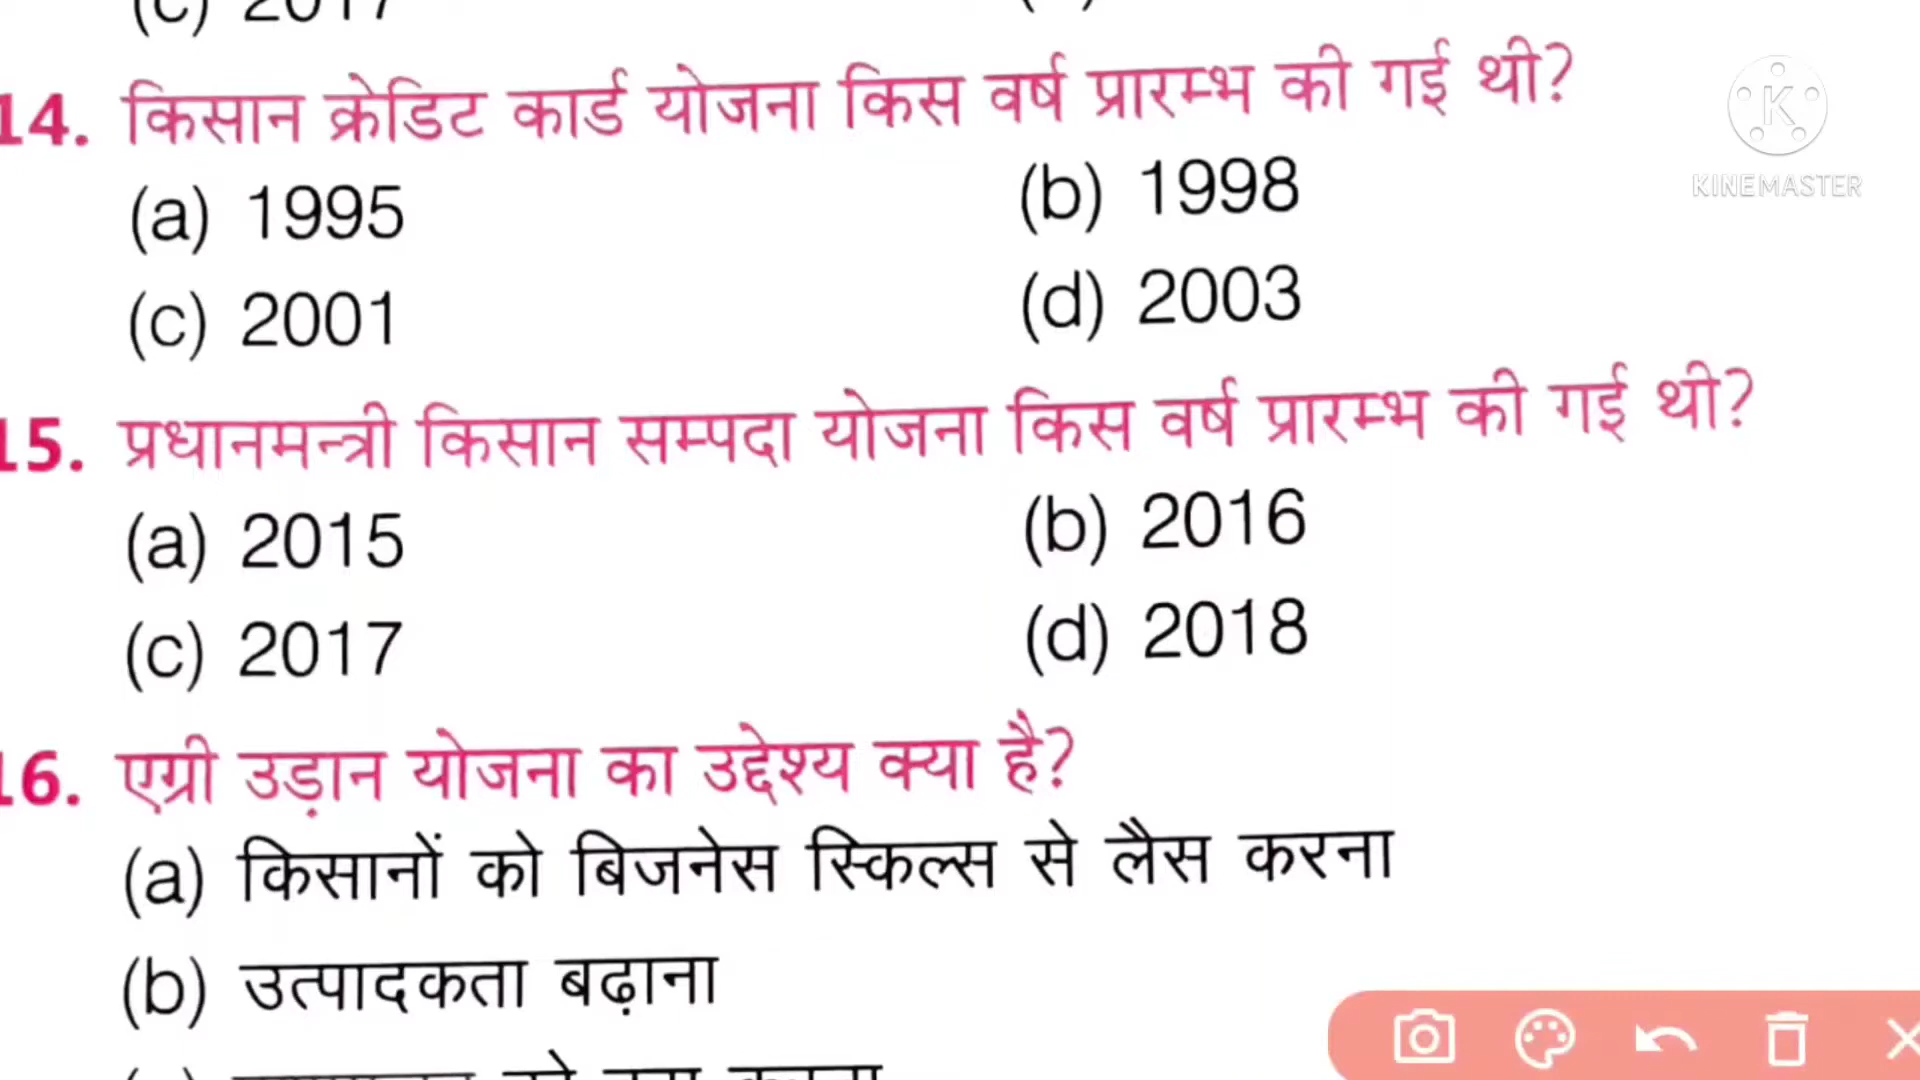 (c) 2017
14. किसान क्रेडिट कार्ड योजना किस वर्ष प्रारम्भ की गई थी?
(a) 1995 (b) 1998
(c) 2001 (d) 2003
15. प्रधानमन्त्री किसान सम्पदा योजना किस वर्ष प्रारम्भ की गई थी?
(a) 2015 (b) 2016
(c) 2017 (d) 2018
16. एग्री उड़ान योजना का उद्देश्य क्या है?
(a) किसानों को बिजनेस स्किल्स से लैस करना
(b) उत्पादकता बढ़ाना
K
KINEMASTER